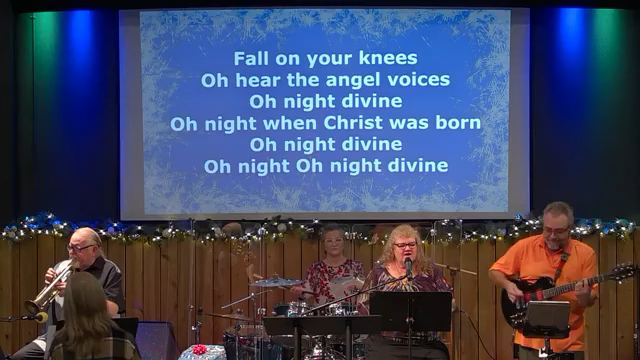 Fall on your knees
Oh hear the angel voices
Oh night divine
Oh night when Christ was born
Oh night divine
Oh night Oh night divine